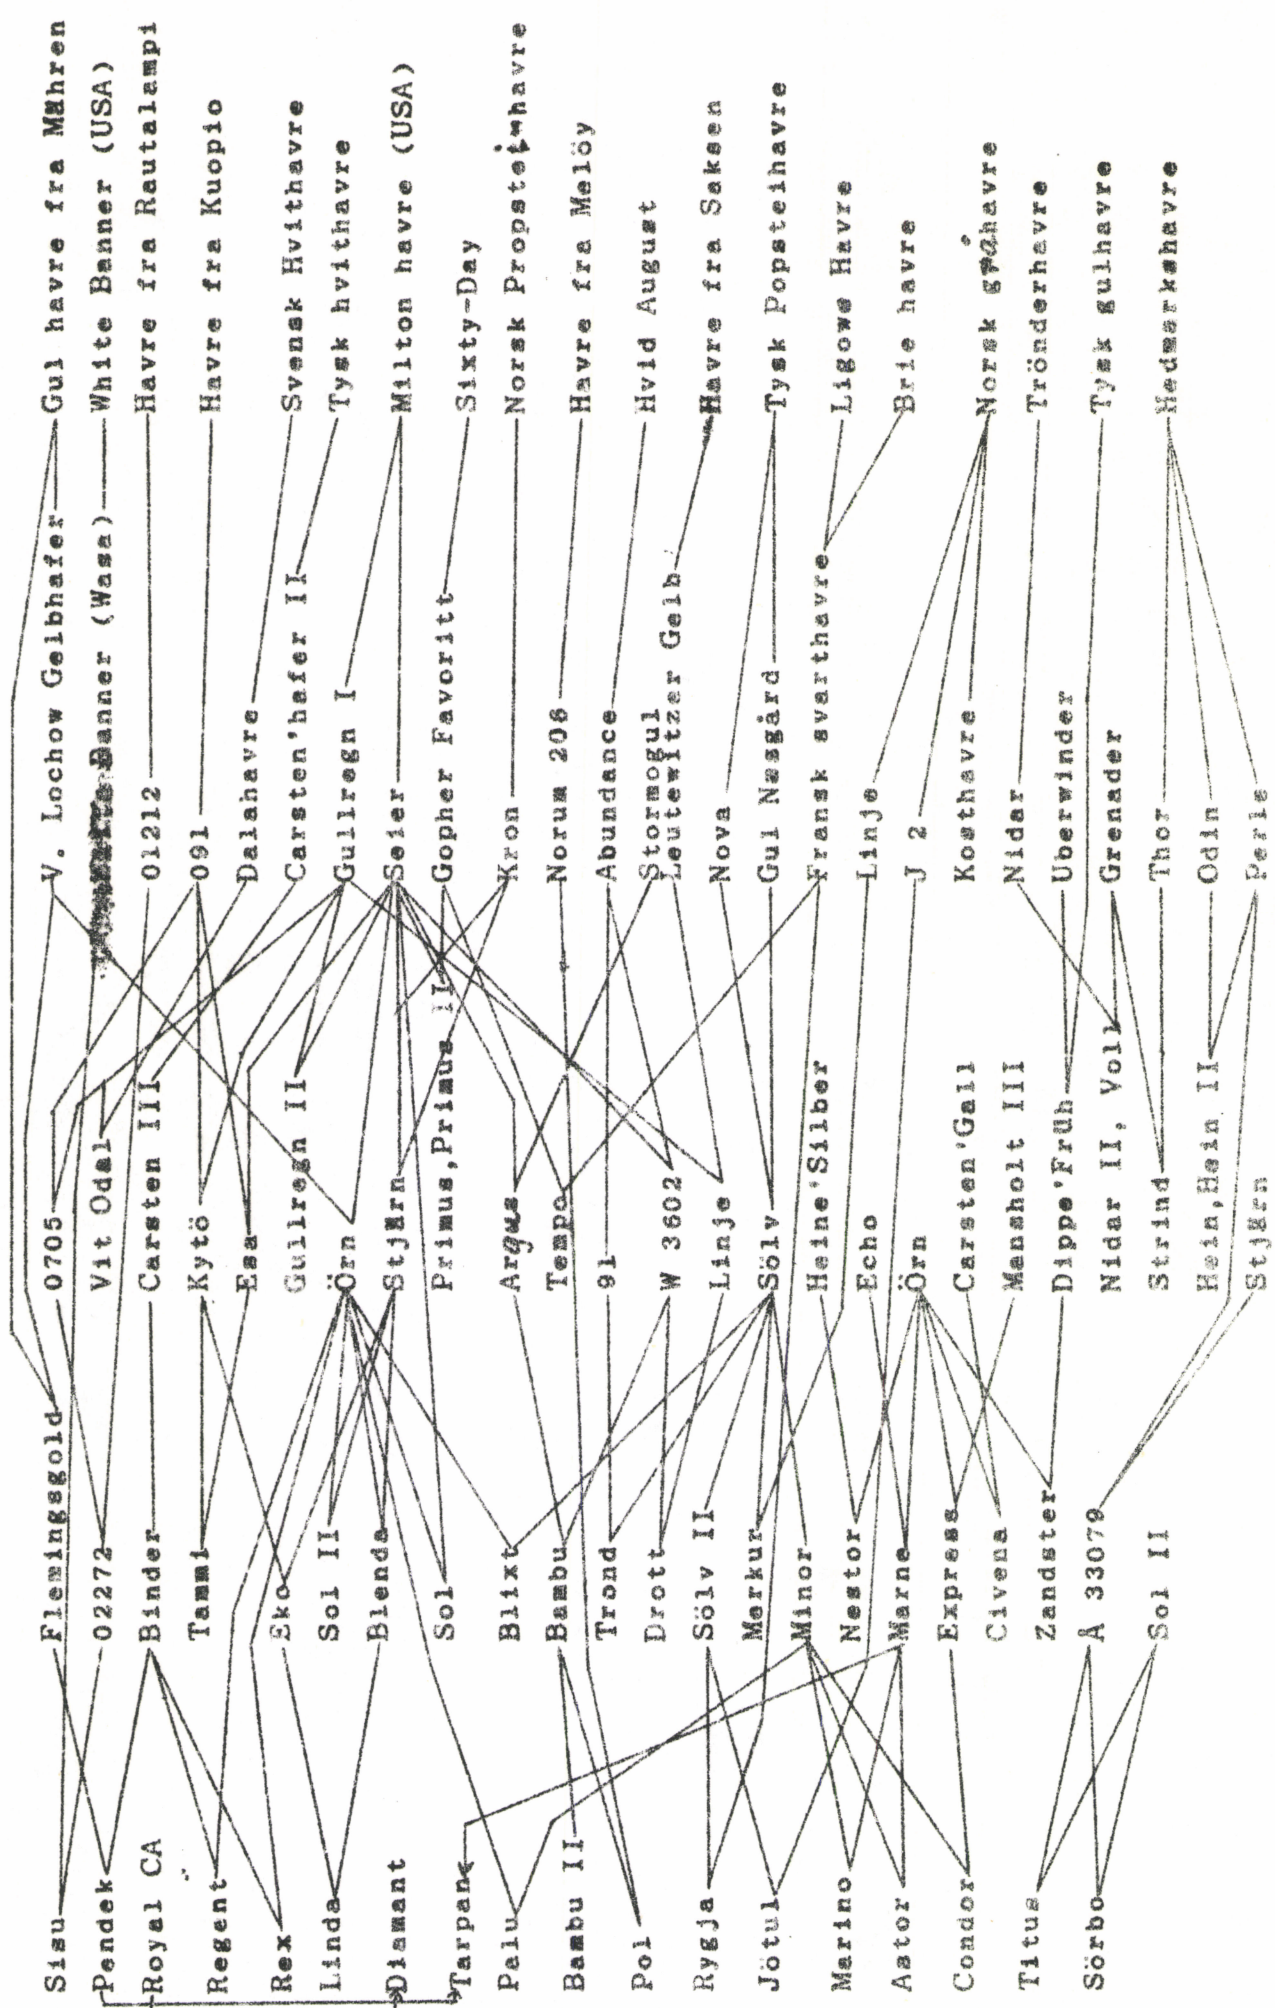 Sisu
Pendek
Royal CA
Regent
Rex
Linda
Diamant
Tarpan
Palu
Bambu II
Pol
Rygja
Jötul
Marino
Astor
Condor
Titus
Sörbo
Flemingsgold
02272
Binder
Tammi
Eko
Sol II
Blenda
Sol
Blixt
Bambu
Trond
Drott
Sölv II
Merkur
Minor
Nestor
Marne
Express
Civena
Zandster
Å 33079
Sol II
0705
Vit Odal
Carsten III
Kytö
Esa
Gullregn II
Örn
Stjärn
Primus,Primus II
Argus
Tempo
91
W 3602
Linje
Sölv
Heine'Silber
Echo
Örn
Carsten'Gall
Mansholt III
Dippe'Früh
Nidar II, Voll
Strind
Hein,Hein II
Stjärn
V. Lochow Gelbhafer
Banner (Wasa)
01212
091
Dalahavre
Carsten'hafer II
Gullregn I
Seier
Gopher Favoritt
Kron
Norum 206
Abundance
Stormogul
Leutewitzer Gelb
Nova
Gul Næsgård
Fransk svarthavre
Linje
J 2
Kosthavre
Nidar
Uberwinder
Grenader
Thor
Odin
Perle
Gul havre fra Mähren
White Banner (USA)
Havre fra Rautalampi
Havre fra Kuopio
Svensk Hvithavre
Tysk hvithavre
Milton havre (USA)
Sixty-Day
Norsk Propsteihavre
Havre fra Melöy
Hvid August
Havre fra Saksen
Tysk Popsteihavre
Ligowo Havre
Brie havre
Norsk gråhavre
Trönderhavre
Tysk gulhavre
Hedmarkshavre